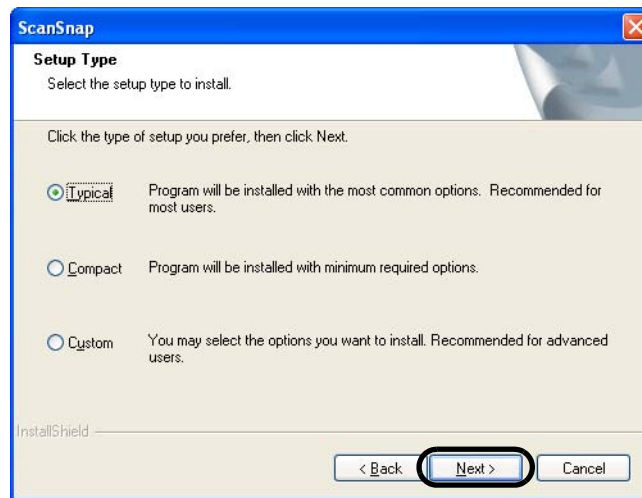 ScanSnap
Setup Type
Select the setup type to install.
Click the type of setup you prefer, then click Next.
Typical
Program will be installed with the most common options. Recommended for
most users.
Compact
Program will be installed with minimum required options.
Custom
You may select the options you want to install. Recommended for advanced
users.
InstallShield
< Back
Next >
Cancel